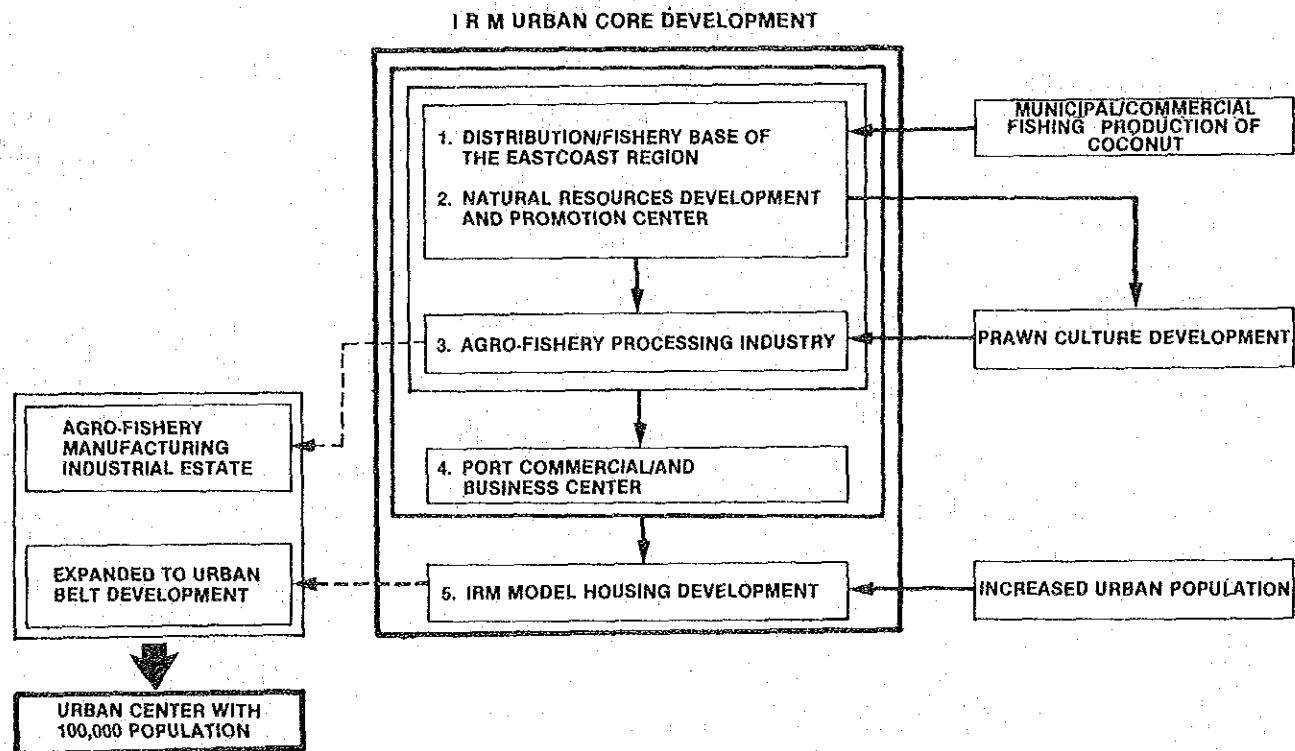 I R M URBAN CORE DEVELOPMENT
1. DISTRIBUTION/FISHERY BASE OF
THE EASTCOAST REGION
2. NATURAL RESOURCES DEVELOPMENT
AND PROMOTION CENTER
MUNICIPAL/COMMERCIAL
FISHING PRODUCTION OF
COCONUT
3. AGRO-FISHERY PROCESSING INDUSTRY
PRAWN CULTURE DEVELOPMENT
AGRO-FISHERY
MANUFACTURING
INDUSTRIAL ESTATE
4. PORT COMMERCIAL/AND
BUSINESS CENTER
EXPANDED TO URBAN
BELT DEVELOPMENT
5. IRM MODEL HOUSING DEVELOPMENT
INCREASED URBAN POPULATION
URBAN CENTER WITH
100,000 POPULATION